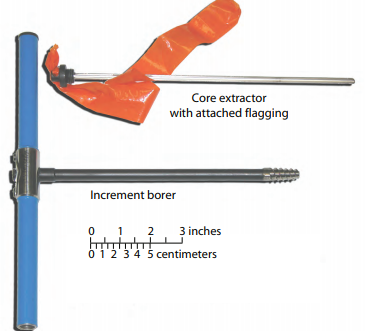 Core extractor
with attached flagging
Increment borer
0 1 2 3 inches
0 1 2 3 4 5 centimeters